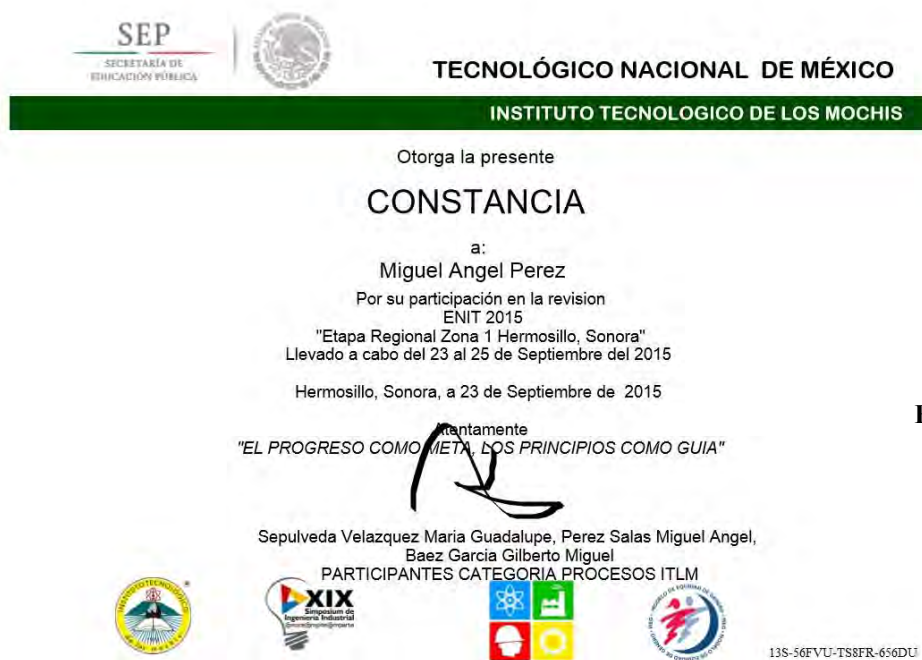 SEP
SECRETARÍA DE
EDUCACIÓN PÚBLICA
TECNOLÓGICO NACIONAL DE MÉXICO
INSTITUTO TECNOLOGICO DE LOS MOCHIS
Otorga la presente
CONSTANCIA
a:
Miguel Angel Perez
Por su participación en la revision
ENIT 2015
"Etapa Regional Zona 1 Hermosillo, Sonora"
Llevado a cabo del 23 al 25 de Septiembre del 2015
Hermosillo, Sonora, a 23 de Septiembre de 2015
Atentamente
"EL PROGRESO COMO META, LOS PRINCIPIOS COMO GUIA"
Sepulveda Velazquez Maria Guadalupe, Perez Salas Miguel Angel,
Baez Garcia Gilberto Miguel
PARTICIPANTES CATEGORIA PROCESOS ITLM
INSTITUTO TECNOLÓGICO
XIX
Simposium de
Ingeniería Industrial
13S-56FVU-TS8FR-656DU